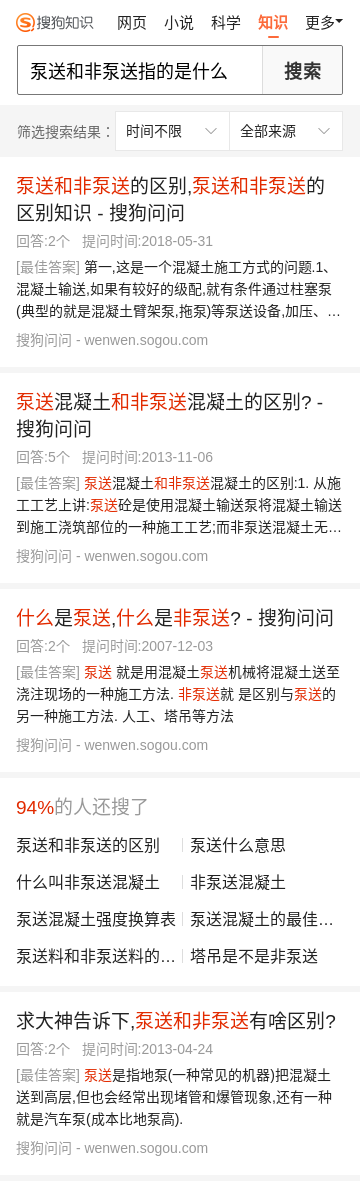 搜狗知识 网页 小说 科学 知识 更多
泵送和非泵送指的是什么 搜索
筛选搜索结果： 时间不限 全部来源
泵送和非泵送的区别,泵送和非泵送的
区别知识 - 搜狗问问
回答:2个 提问时间:2018-05-31
[最佳答案] 第一,这是一个混凝土施工方式的问题.1、
混凝土输送,如果有较好的级配,就有条件通过柱塞泵
(典型的就是混凝土臂架泵,拖泵)等泵送设备,加压、…
搜狗问问 - wenwen.sogou.com
泵送混凝土和非泵送混凝土的区别? -
搜狗问问
回答:5个 提问时间:2013-11-06
[最佳答案] 泵送混凝土和非泵送混凝土的区别:1. 从施
工工艺上讲:泵送砼是使用混凝土输送泵将混凝土输送
到施工浇筑部位的一种施工工艺;而非泵送混凝土无…
搜狗问问 - wenwen.sogou.com
什么是泵送,什么是非泵送? - 搜狗问问
回答:2个 提问时间:2007-12-03
[最佳答案] 泵送 就是用混凝土泵送机械将混凝土送至
浇注现场的一种施工方法. 非泵送就 是区别与泵送的
另一种施工方法. 人工、塔吊等方法
搜狗问问 - wenwen.sogou.com
94%的人还搜了
泵送和非泵送的区别 泵送什么意思
什么叫非泵送混凝土 非泵送混凝土
泵送混凝土强度换算表 泵送混凝土的最佳…
泵送料和非泵送料的… 塔吊是不是非泵送
求大神告诉下,泵送和非泵送有啥区别?
回答:2个 提问时间:2013-04-24
[最佳答案] 泵送是指地泵(一种常见的机器)把混凝土
送到高层,但也会经常出现堵管和爆管现象,还有一种
就是汽车泵(成本比地泵高).
搜狗问问 - wenwen.sogou.com